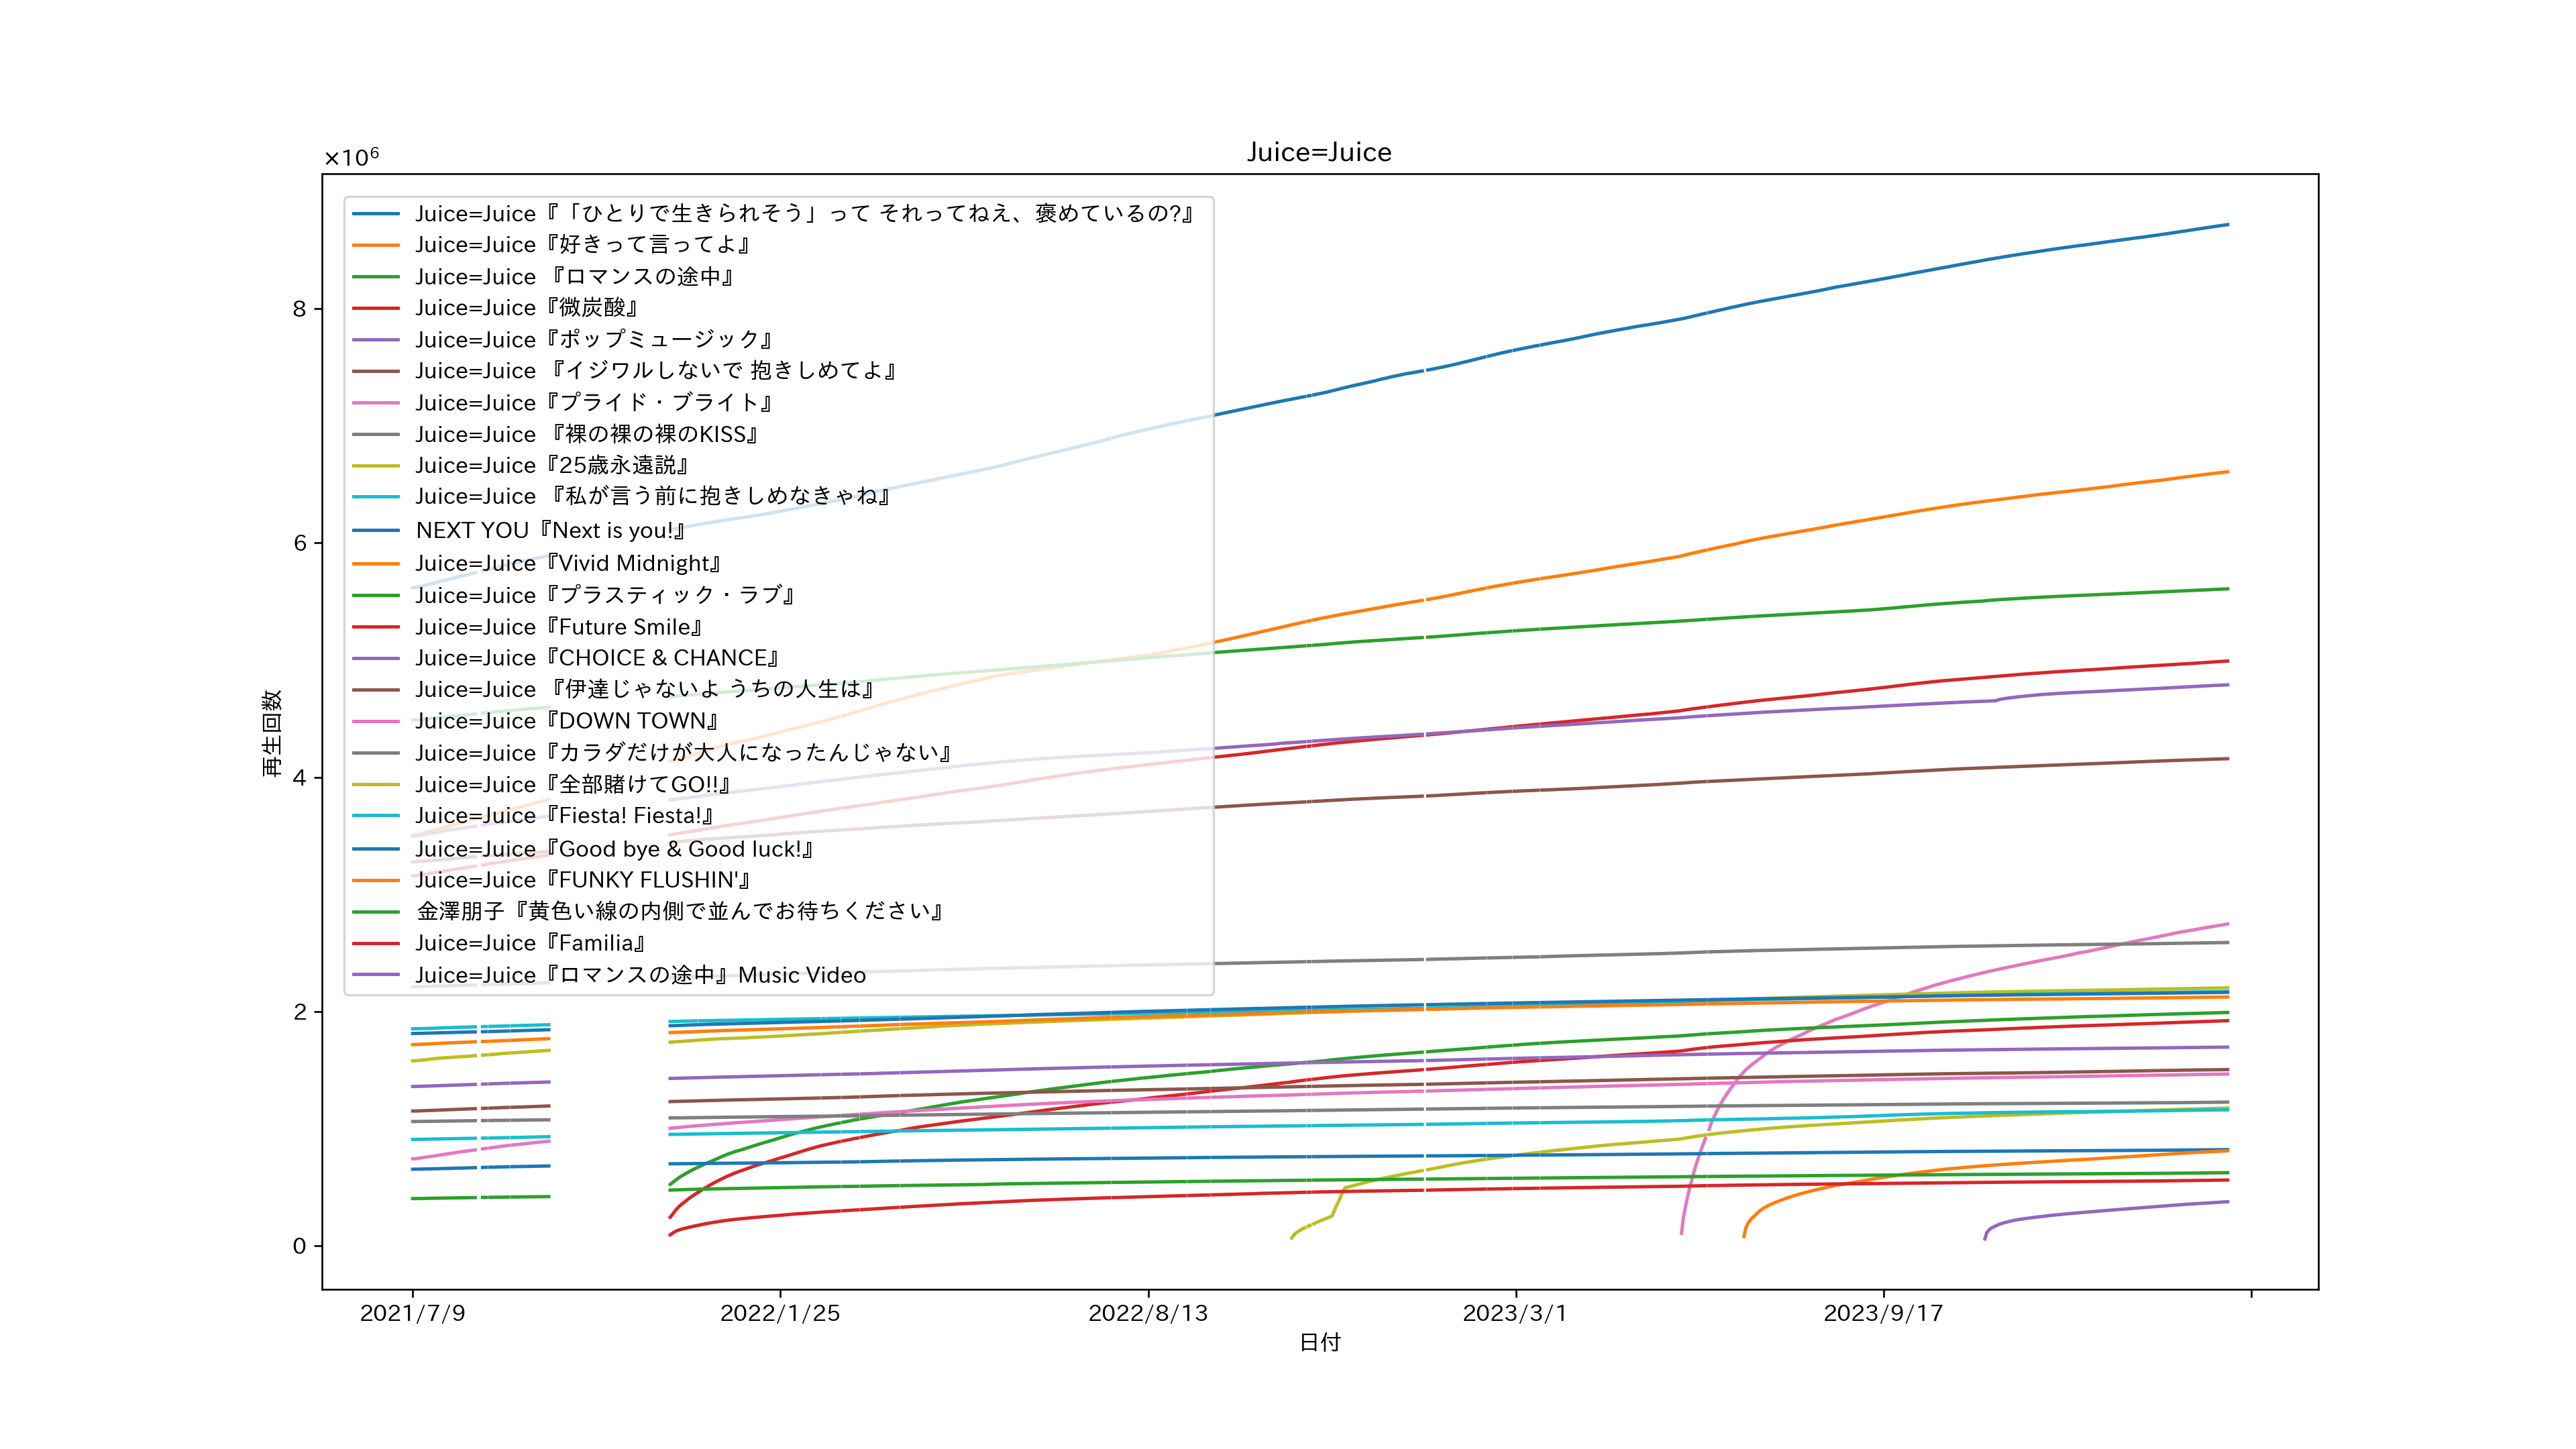 Juice=Juice
×10⁶
Juice=Juice『「ひとりで生きられそう」って それってねえ、褒めているの?』
Juice=Juice『好きって言ってよ』
Juice=Juice 『ロマンスの途中』
Juice=Juice『微炭酸』
Juice=Juice『ポップミュージック』
Juice=Juice 『イジワルしないで 抱きしめてよ』
Juice=Juice『プライド・ブライト』
Juice=Juice 『裸の裸の裸のKISS』
Juice=Juice『25歳永遠説』
Juice=Juice 『私が言う前に抱きしめなきゃね』
NEXT YOU『Next is you!』
Juice=Juice『Vivid Midnight』
Juice=Juice『プラスティック・ラブ』
Juice=Juice『Future Smile』
Juice=Juice『CHOICE & CHANCE』
Juice=Juice 『伊達じゃないよ うちの人生は』
Juice=Juice『DOWN TOWN』
Juice=Juice『カラダだけが大人になったんじゃない』
Juice=Juice『全部賭けてGO!!』
Juice=Juice『Fiesta! Fiesta!』
Juice=Juice『Good bye & Good luck!』
Juice=Juice『FUNKY FLUSHIN'』
金澤朋子『黄色い線の内側で並んでお待ちください』
Juice=Juice『Familia』
Juice=Juice『ロマンスの途中』Music Video
8
6
4
2
0
再生回数
2021/7/9
2022/1/25
2022/8/13
2023/3/1
2023/9/17
日付